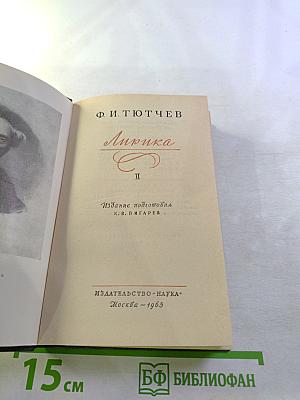 Ф. И. ТЮТЧЕВ
Лирика
II
Издание подготовил
К. В. ПИГАРЕВ
ИЗДАТЕЛЬСТВО «НАУКА»
Москва — 1965
15 см
БФ БИБЛИОФАН